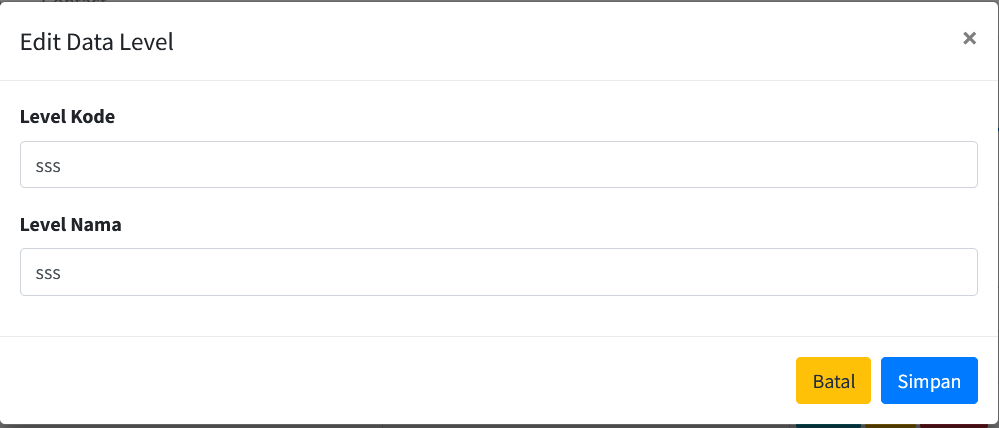 Edit Data Level
×
Level Kode
sss
Level Nama
sss
Batal
Simpan